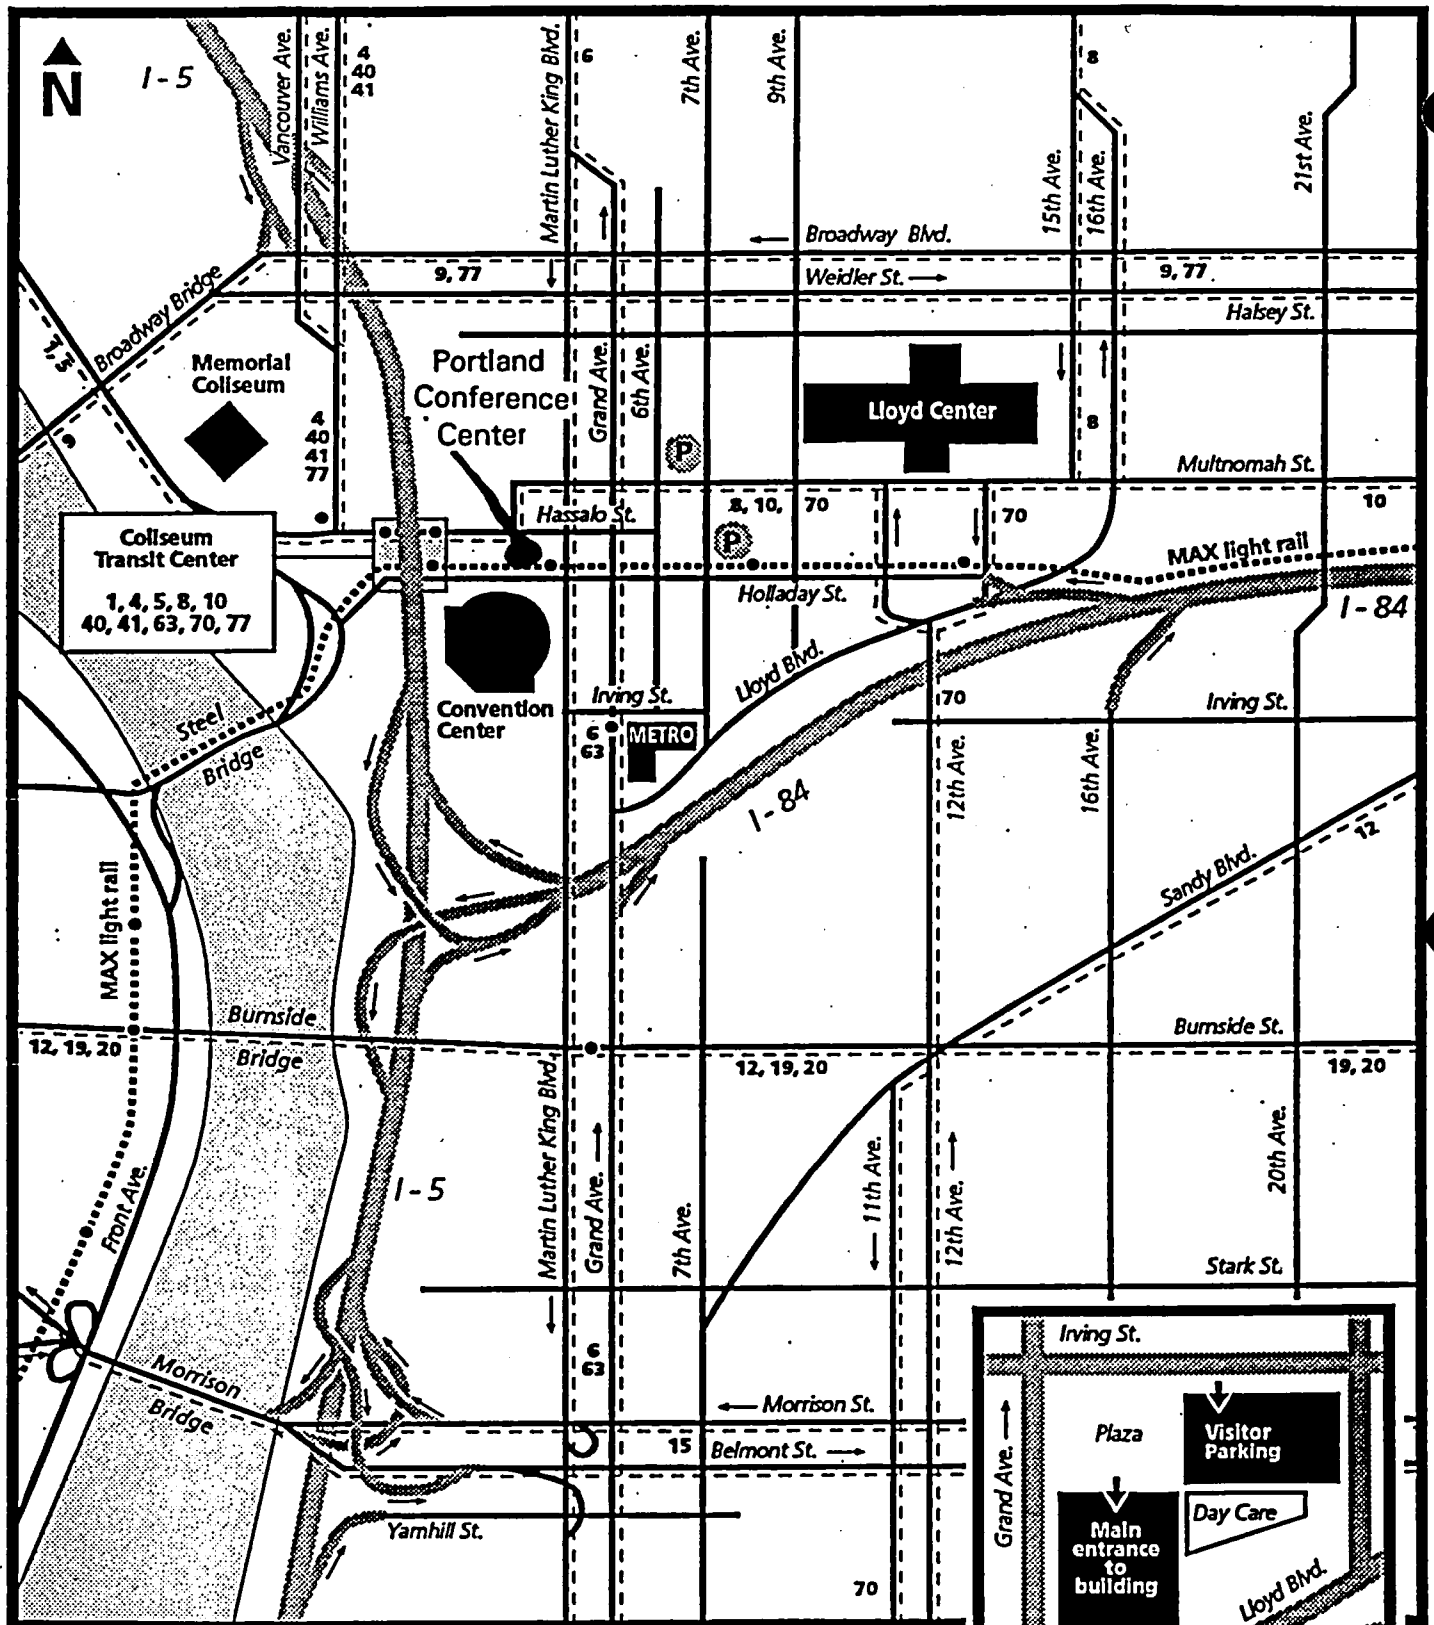 N
I - 5
Vancouver Ave.
Williams Ave.
4
40
41
Martin Luther King Blvd.
6
7th Ave.
9th Ave.
8
15th Ave.
16th Ave.
21st Ave.
Broadway Blvd.
9, 77
Weidler St.
9, 77
Halsey St.
Broadway Bridge
1, 5
9
Memorial
Coliseum
4
40
41
77
Portland
Conference
Center
Grand Ave.
6th Ave.
P
Lloyd Center
8
Multnomah St.
Hassalo St.
8, 10,
70
70
10
P
MAX light rail
Coliseum
Transit Center
1, 4, 5, 8, 10
40, 41, 63, 70, 77
Holladay St.
I - 84
Lloyd Blvd.
Steel
Bridge
Convention
Center
Irving St.
6
63
METRO
70
Irving St.
I - 84
12th Ave.
16th Ave.
12
Sandy Blvd.
MAX light rail
Burnside
Bridge
12, 19, 20
12, 19, 20
Burnside St.
19, 20
Front Ave.
I - 5
Martin Luther King Blvd.
Grand Ave.
7th Ave.
11th Ave.
12th Ave.
20th Ave.
Stark St.
6
63
Morrison
Bridge
Morrison St.
15
Belmont St.
Yamhill St.
70
Irving St.
Grand Ave.
Plaza
Visitor
Parking
Day Care
Main
entrance
to
building
Lloyd Blvd.